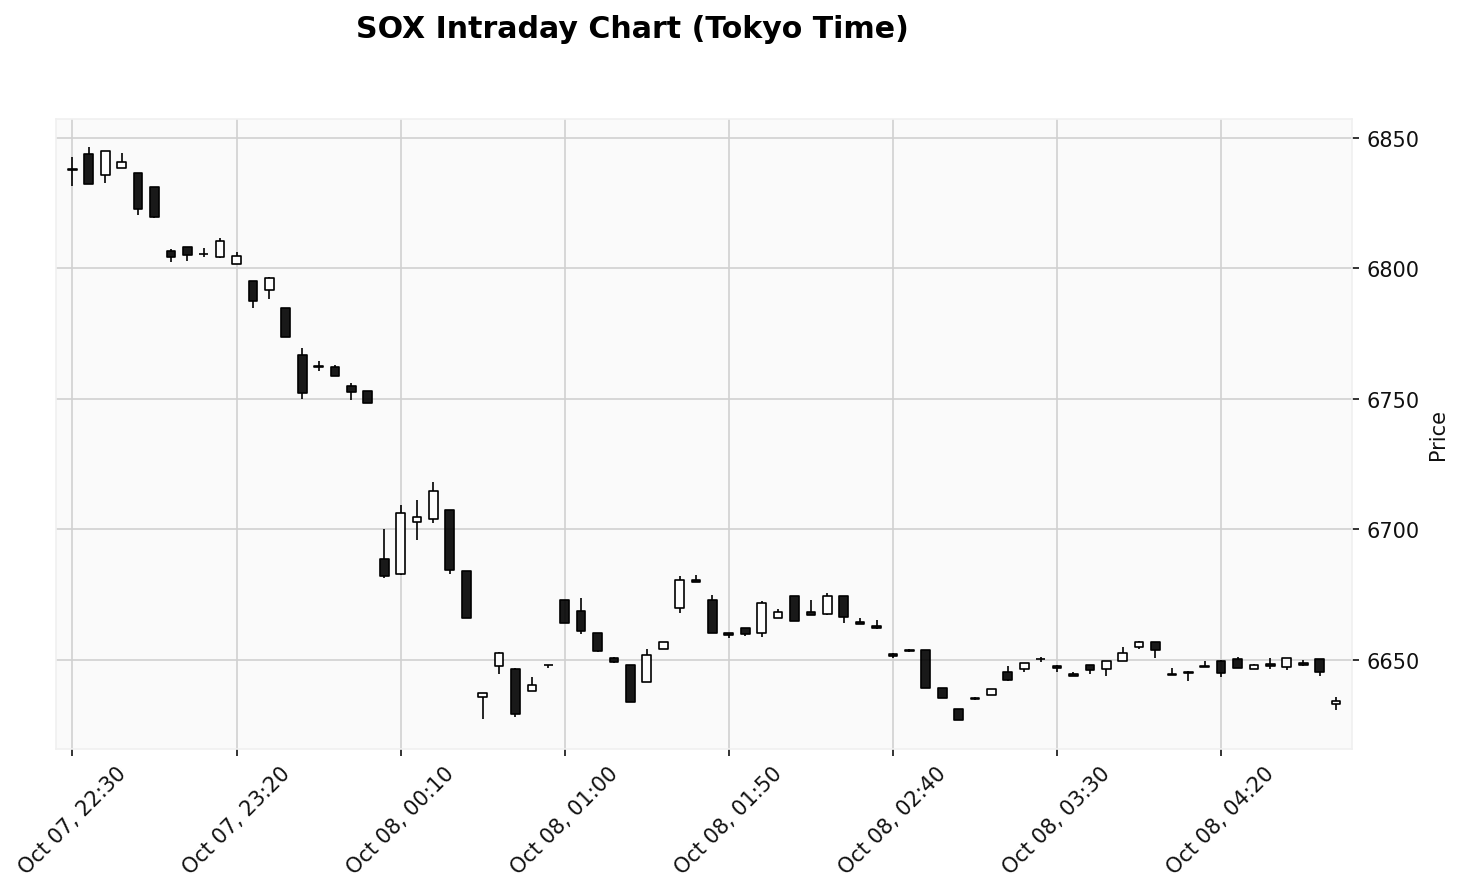 SOX Intraday Chart (Tokyo Time)
6850
6800
6750
6700
6650
Price
Oct 07, 22:30
Oct 07, 23:20
Oct 08, 00:10
Oct 08, 01:00
Oct 08, 01:50
Oct 08, 02:40
Oct 08, 03:30
Oct 08, 04:20